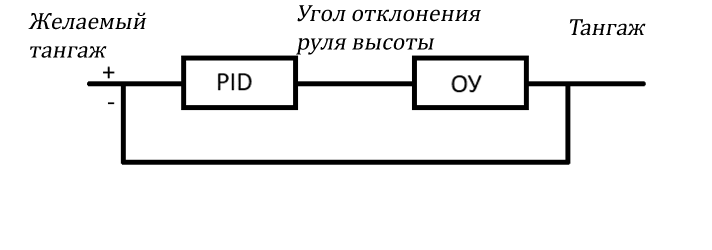 Желаемый
тангаж
Угол отклонения
руля высоты
Тангаж
+
-
PID
ОУ